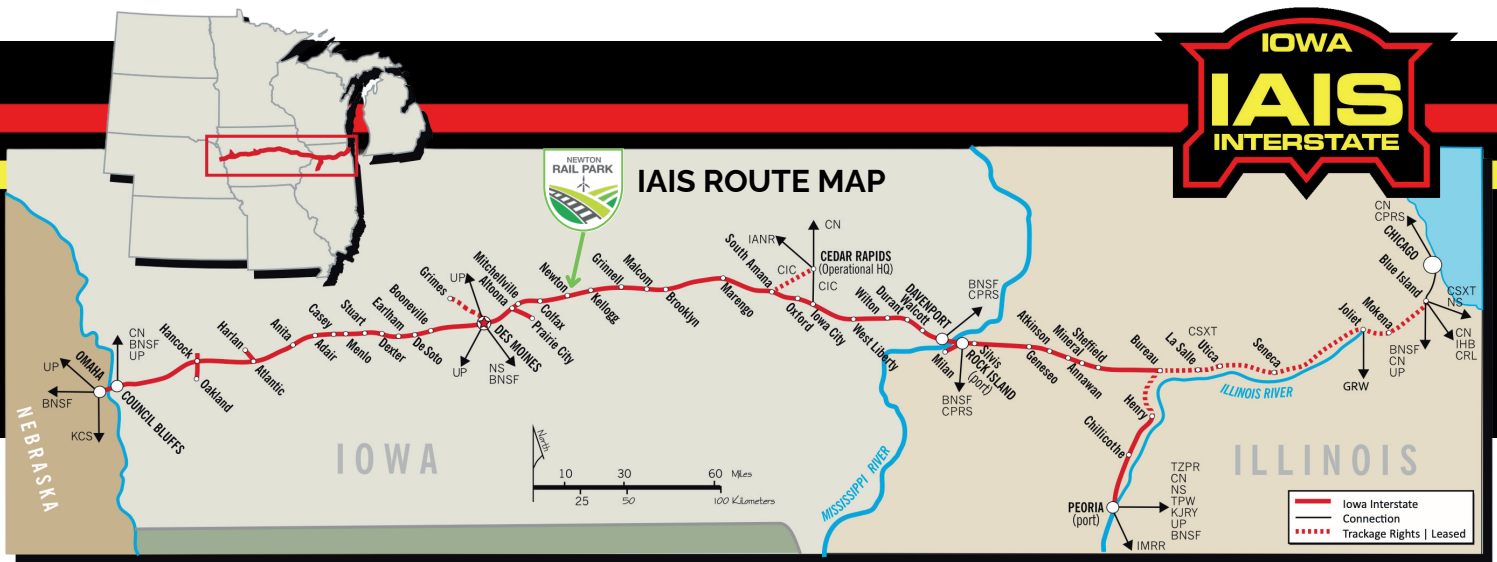 IOWA
IAIS
INTERSTATE
NEWTON
RAIL PARK
IAIS ROUTE MAP
NEBRASKA
IOWA
ILLINOIS
MISSISSIPPI RIVER
ILLINOIS RIVER
UP
BNSF
KCS
OMAHA
CN
BNSF
UP
COUNCIL BLUFFS
Hancock
Oakland
Harlan
Atlantic
Anita
Adair
Casey
Menlo
Stuart
Dexter
Earlham
De Soto
Booneville
Grimes
UP
UP
DES MOINES
NS
BNSF
Altoona
Mitchellville
Prairie City
Colfax
Newton
Kellogg
Grinnell
Malcom
Brooklyn
Marengo
South Amana
IANR
CN
CIC
CIC
CEDAR RAPIDS
(Operational HQ)
Oxford
Iowa City
West Liberty
Wilton
Durant
Walcott
DAVENPORT
BNSF
CPRS
Milan
BNSF
CPRS
ROCK ISLAND
(port)
Silvis
Geneseo
Atkinson
Annawan
Mineral
Sheffield
Bureau
Henry
Chillicothe
PEORIA
(port)
TZPR
CN
NS
TPW
KJRY
UP
BNSF
IMRR
La Salle
Utica
CSXT
Seneca
Joliet
GRW
Mokena
Blue Island
CHICAGO
CN
CPRS
CSXT
NS
CN
IHB
CRL
BNSF
CN
UP
North
10 30 60 Miles
25 50 100 Kilometers
Iowa Interstate
Connection
Trackage Rights | Leased